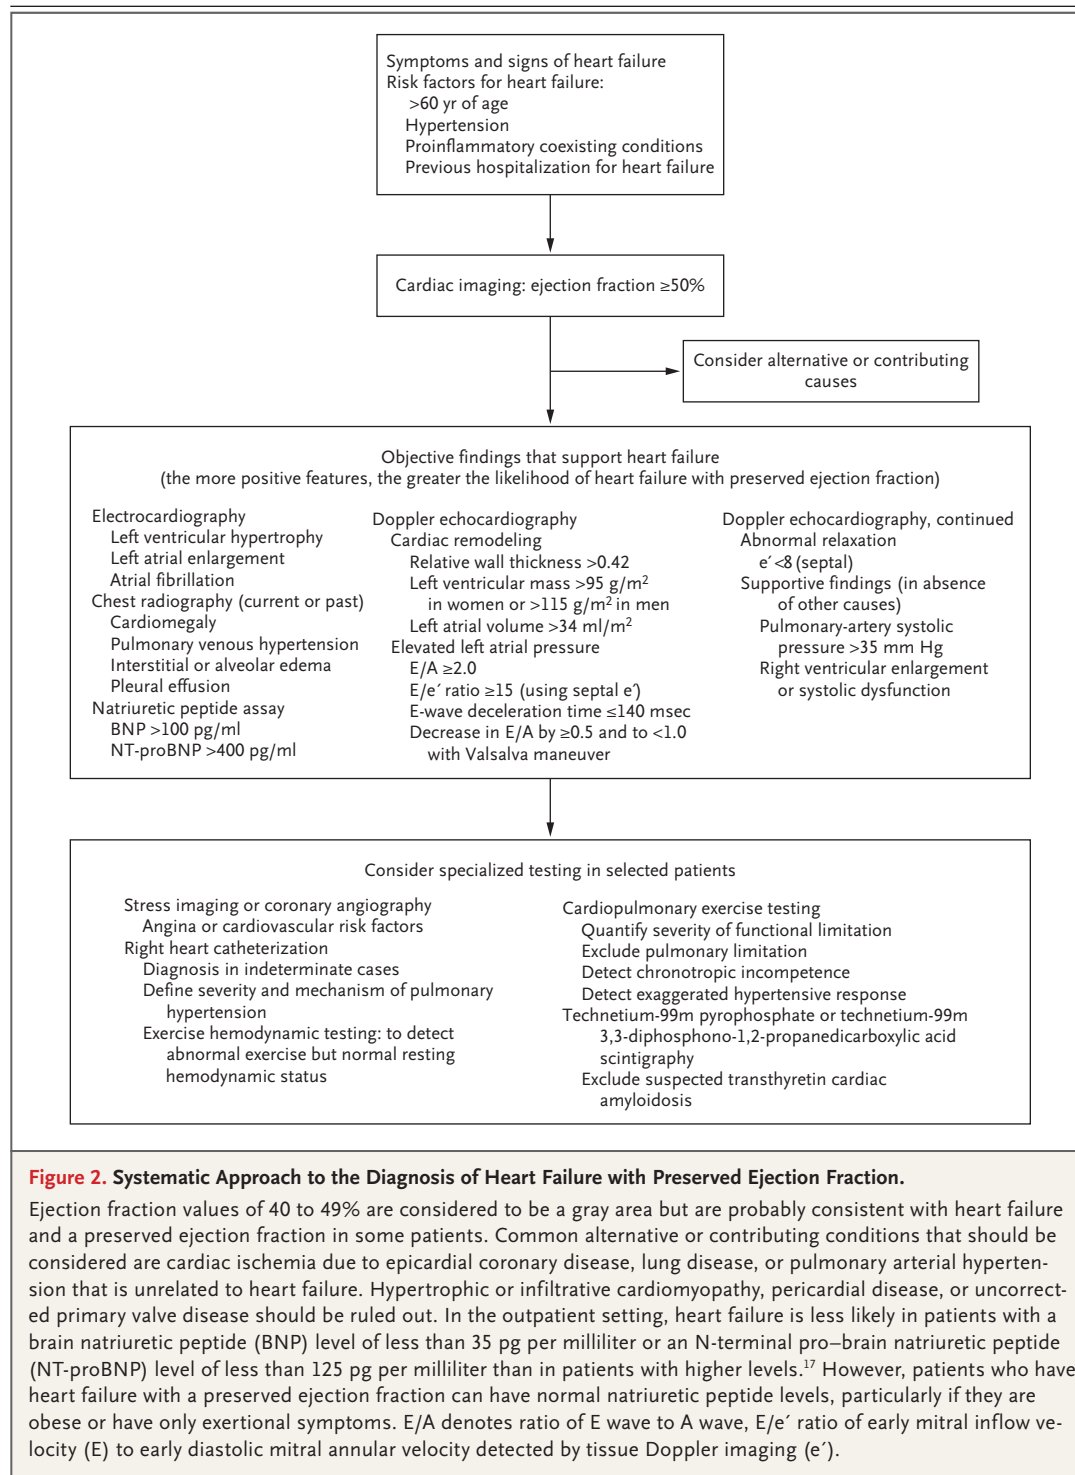 Symptoms and signs of heart failure
Risk factors for heart failure:
>60 yr of age
Hypertension
Proinflammatory coexisting conditions
Previous hospitalization for heart failure
Cardiac imaging: ejection fraction ≥50%
Consider alternative or contributing
causes
Objective findings that support heart failure
(the more positive features, the greater the likelihood of heart failure with preserved ejection fraction)
Electrocardiography
Left ventricular hypertrophy
Left atrial enlargement
Atrial fibrillation
Chest radiography (current or past)
Cardiomegaly
Pulmonary venous hypertension
Interstitial or alveolar edema
Pleural effusion
Natriuretic peptide assay
BNP >100 pg/ml
NT-proBNP >400 pg/ml
Doppler echocardiography
Cardiac remodeling
Relative wall thickness >0.42
Left ventricular mass >95 g/m²
in women or >115 g/m² in men
Left atrial volume >34 ml/m²
Elevated left atrial pressure
E/A ≥2.0
E/e′ ratio ≥15 (using septal e′)
E-wave deceleration time ≤140 msec
Decrease in E/A by ≥0.5 and to <1.0
with Valsalva maneuver
Doppler echocardiography, continued
Abnormal relaxation
e′<8 (septal)
Supportive findings (in absence
of other causes)
Pulmonary-artery systolic
pressure >35 mm Hg
Right ventricular enlargement
or systolic dysfunction
Consider specialized testing in selected patients
Stress imaging or coronary angiography
Angina or cardiovascular risk factors
Right heart catheterization
Diagnosis in indeterminate cases
Define severity and mechanism of pulmonary
hypertension
Exercise hemodynamic testing: to detect
abnormal exercise but normal resting
hemodynamic status
Cardiopulmonary exercise testing
Quantify severity of functional limitation
Exclude pulmonary limitation
Detect chronotropic incompetence
Detect exaggerated hypertensive response
Technetium-99m pyrophosphate or technetium-99m
3,3-diphosphono-1,2-propanedicarboxylic acid
scintigraphy
Exclude suspected transthyretin cardiac
amyloidosis
Figure 2. Systematic Approach to the Diagnosis of Heart Failure with Preserved Ejection Fraction.
Ejection fraction values of 40 to 49% are considered to be a gray area but are probably consistent with heart failure
and a preserved ejection fraction in some patients. Common alternative or contributing conditions that should be
considered are cardiac ischemia due to epicardial coronary disease, lung disease, or pulmonary arterial hyperten-
sion that is unrelated to heart failure. Hypertrophic or infiltrative cardiomyopathy, pericardial disease, or uncorrect-
ed primary valve disease should be ruled out. In the outpatient setting, heart failure is less likely in patients with a
brain natriuretic peptide (BNP) level of less than 35 pg per milliliter or an N-terminal pro–brain natriuretic peptide
(NT-proBNP) level of less than 125 pg per milliliter than in patients with higher levels.¹⁷ However, patients who have
heart failure with a preserved ejection fraction can have normal natriuretic peptide levels, particularly if they are
obese or have only exertional symptoms. E/A denotes ratio of E wave to A wave, E/e′ ratio of early mitral inflow ve-
locity (E) to early diastolic mitral annular velocity detected by tissue Doppler imaging (e′).